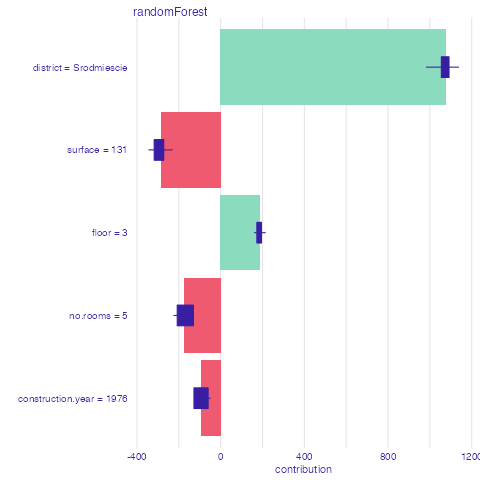 randomForest
district = Srodmiescie
surface = 131
floor = 3
no.rooms = 5
construction.year = 1976
-400 0 400 800 1200
contribution